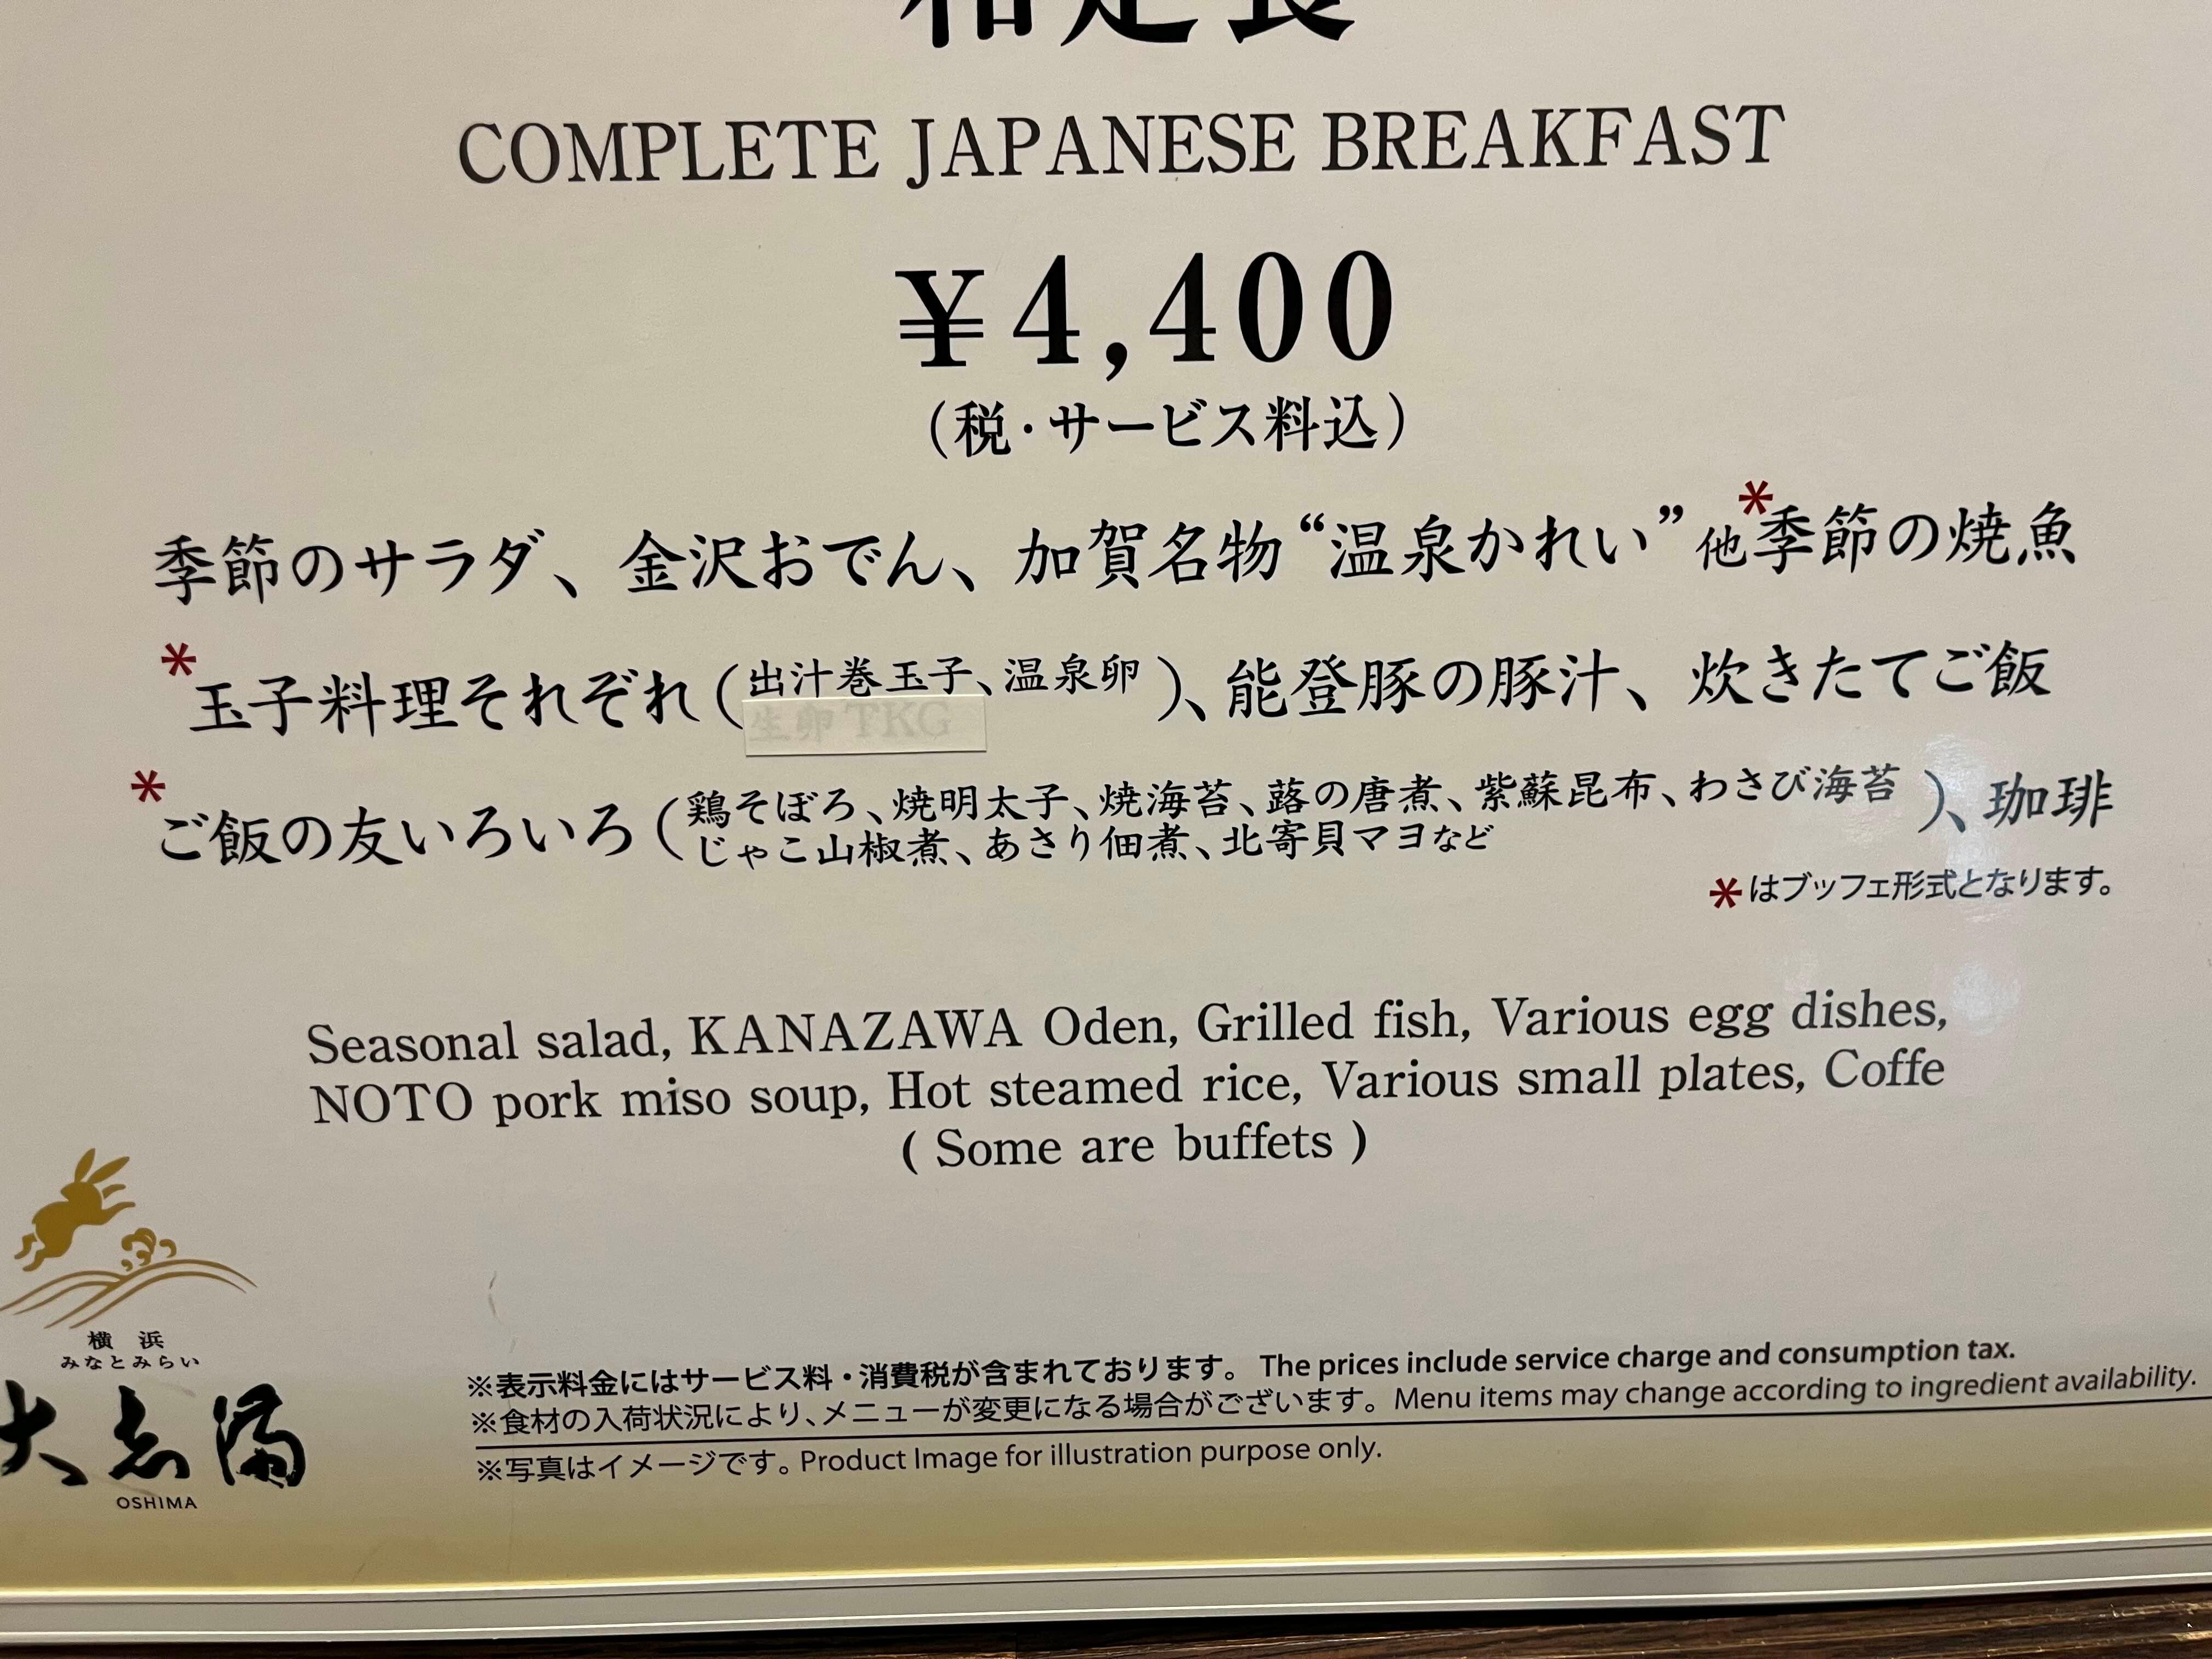 和定食
COMPLETE JAPANESE BREAKFAST
¥4,400
(税・サービス料込)
季節のサラダ、金沢おでん、加賀名物“温泉かれい”他*季節の焼魚
*玉子料理それぞれ(出汁巻玉子、温泉卵
生卵TKG
)、能登豚の豚汁、炊きたてご飯
*ご飯の友いろいろ(鶏そぼろ、焼明太子、焼海苔、蕗の唐煮、紫蘇昆布、わさび海苔
じゃこ山椒煮、あさり佃煮、北寄貝マヨなど
)、珈琲
*はブッフェ形式となります。
Seasonal salad, KANAZAWA Oden, Grilled fish, Various egg dishes,
NOTO pork miso soup, Hot steamed rice, Various small plates, Coffe
( Some are buffets )
横浜
みなとみらい
大志満
OSHIMA
※表示料金にはサービス料・消費税が含まれております。 The prices include service charge and consumption tax.
※食材の入荷状況により、メニューが変更になる場合がございます。 Menu items may change according to ingredient availability.
※写真はイメージです。Product Image for illustration purpose only.